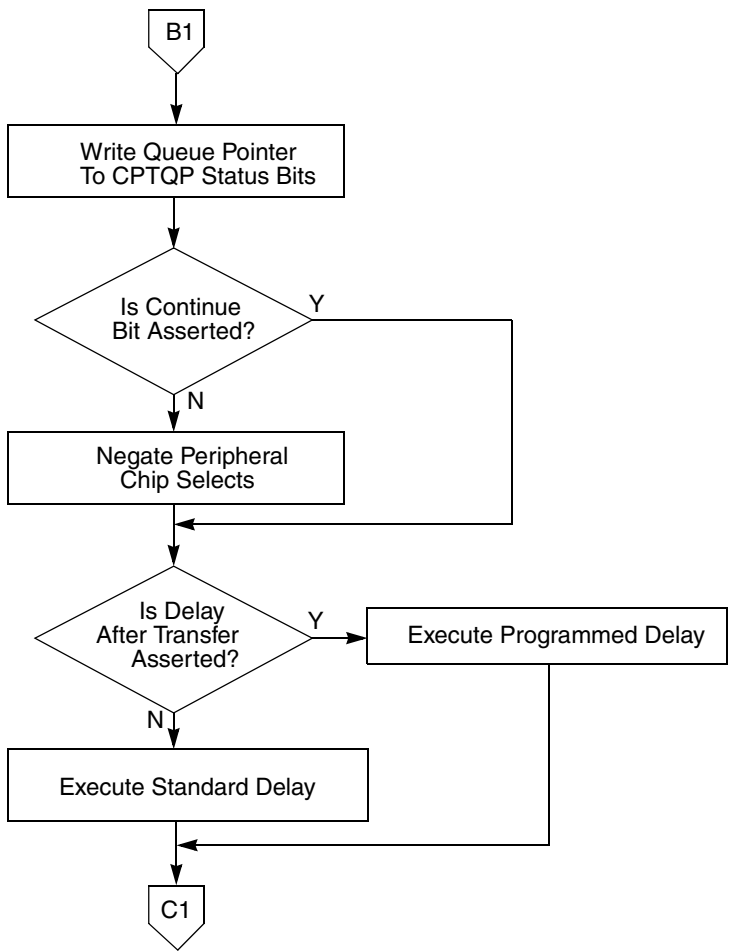 B1
Write Queue Pointer
To CPTQP Status Bits
Is Continue
Bit Asserted?
Y
N
Negate Peripheral
Chip Selects
Is Delay
After Transfer
Asserted?
Y
Execute Programmed Delay
N
Execute Standard Delay
C1